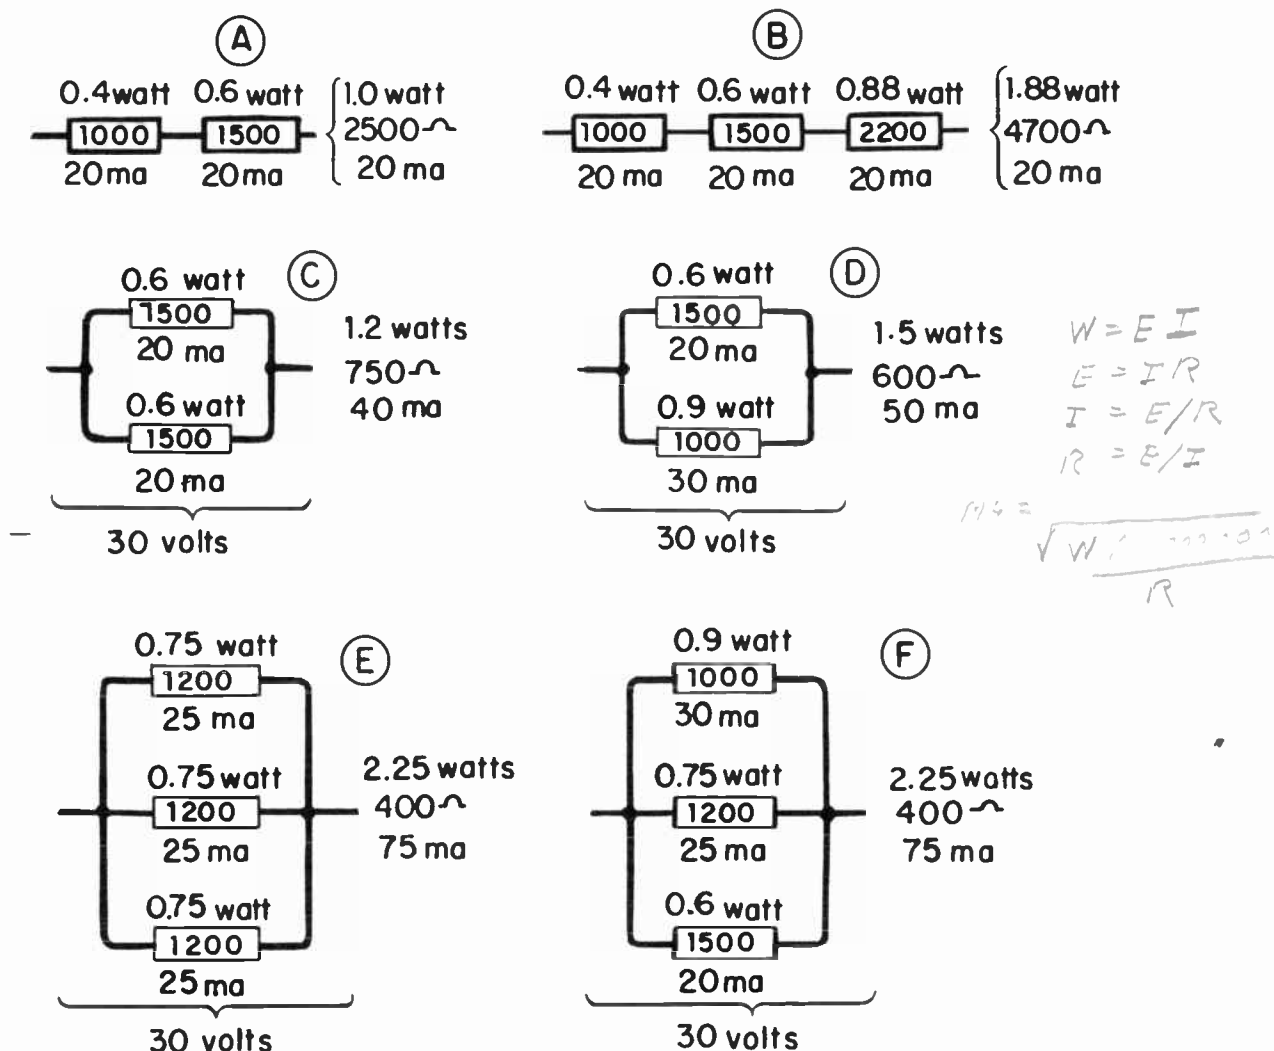 A
0.4 watt 0.6 watt
1000 1500
20 ma 20 ma
1.0 watt
2500
20 ma
B
0.4 watt 0.6 watt 0.88 watt
1000 1500 2200
20 ma 20 ma 20 ma
1.88 watt
4700
20 ma
C
0.6 watt
1500
20 ma
0.6 watt
1500
20 ma
1.2 watts
750
40 ma
30 volts
D
0.6 watt
1500
20 ma
0.9 watt
1000
30 ma
1.5 watts
600
50 ma
30 volts
W = E I
E = I R
I = E/R
R = E/I
√ W
R
E
0.75 watt
1200
25 ma
0.75 watt
1200
25 ma
0.75 watt
1200
25 ma
2.25 watts
400
75 ma
30 volts
F
0.9 watt
1000
30 ma
0.75 watt
1200
25 ma
0.6 watt
1500
20 ma
2.25 watts
400
75 ma
30 volts